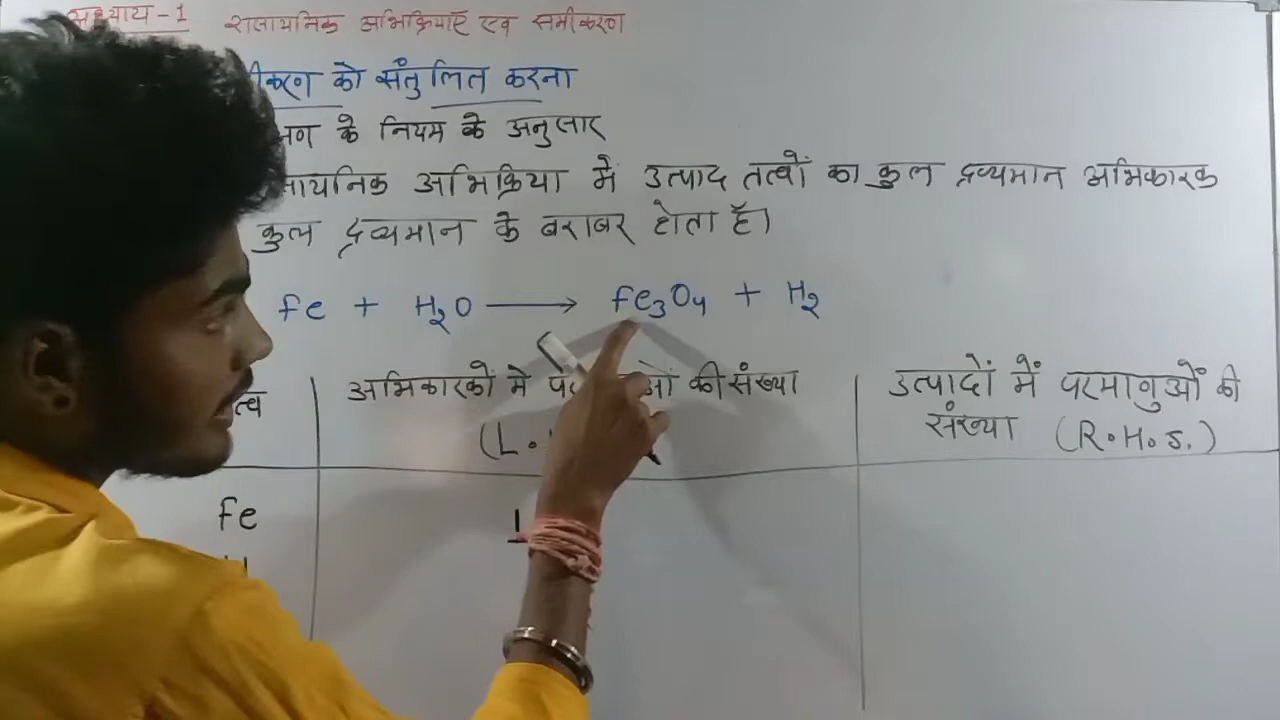 अध्याय-1 रासायनिक अभिक्रियाएँ एवं समीकरण
को संतुलित करना
के नियम के अनुसार
अभिक्रिया में उत्पाद तत्वों का कुल द्रव्यमान अभिकारक
कुल द्रव्यमान के बराबर होता है।
Fe + H₂O ⟶ Fe₃O₄ + H₂
अभिकारकों मे की संख्या
(L.
उत्पादों में परमाणुओं की
संख्या (R.H.S.)
Fe 1